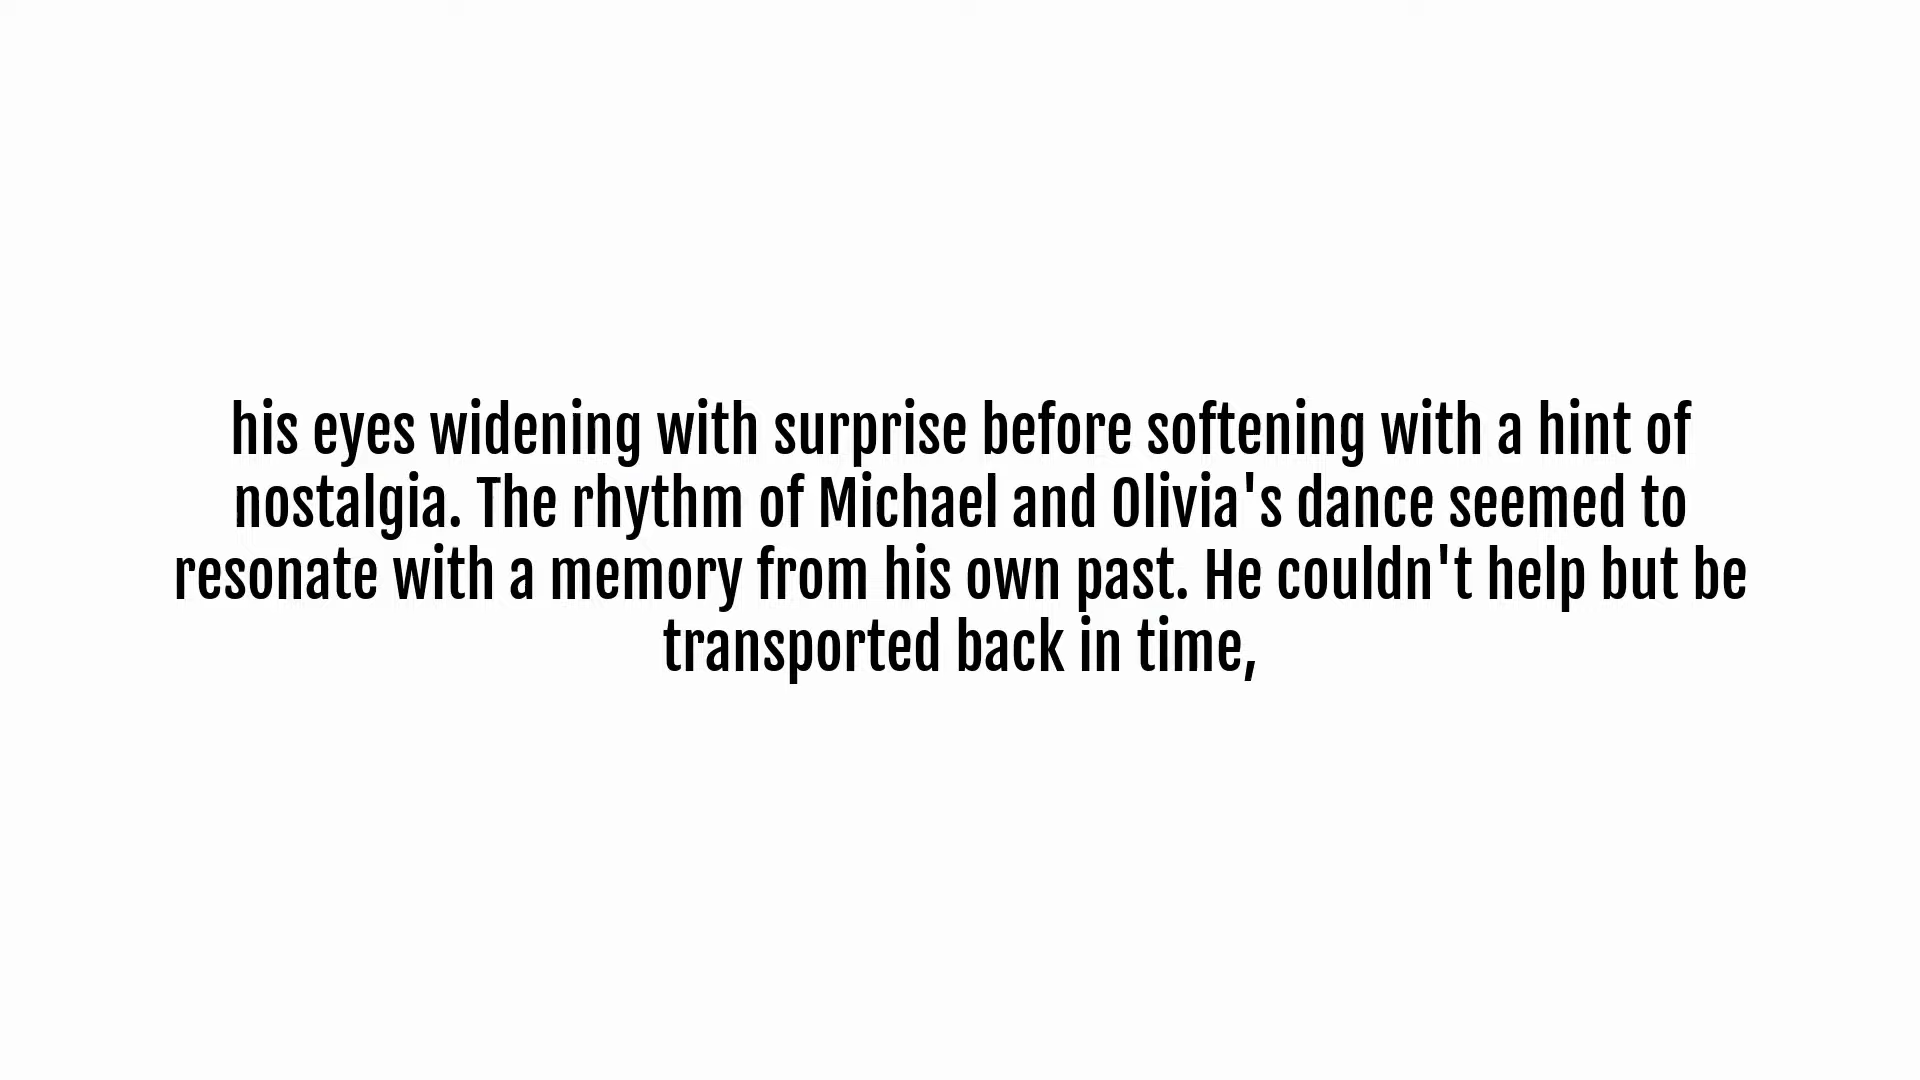 his eyes widening with surprise before softening with a hint of
nostalgia. The rhythm of Michael and Olivia's dance seemed to
resonate with a memory from his own past. He couldn't help but be
transported back in time,